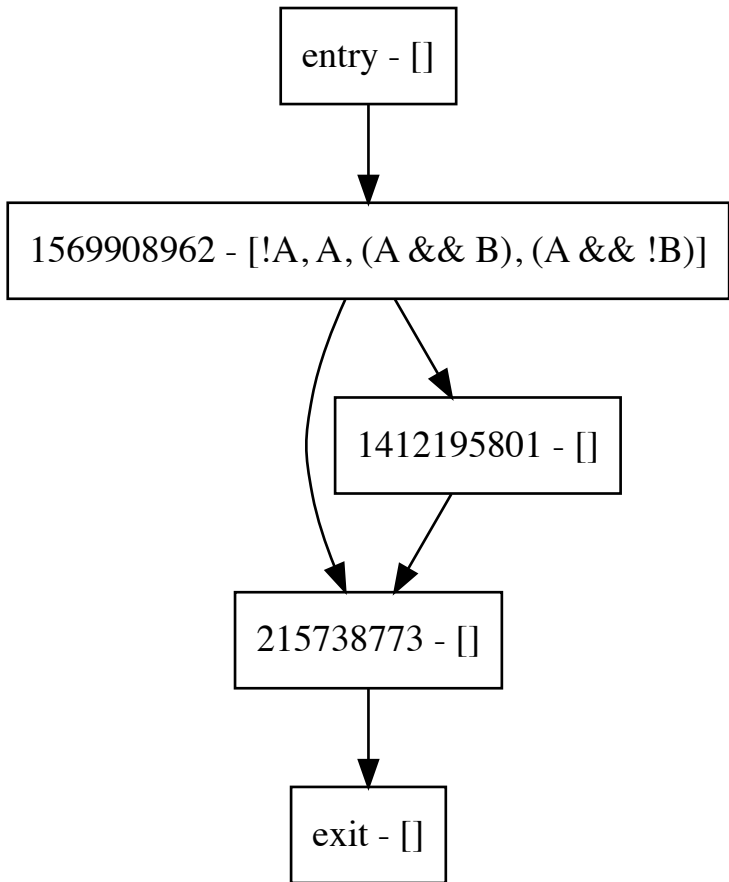 entry - []
1569908962 - [!A, A, (A && B), (A && !B)]
1412195801 - []
215738773 - []
exit - []